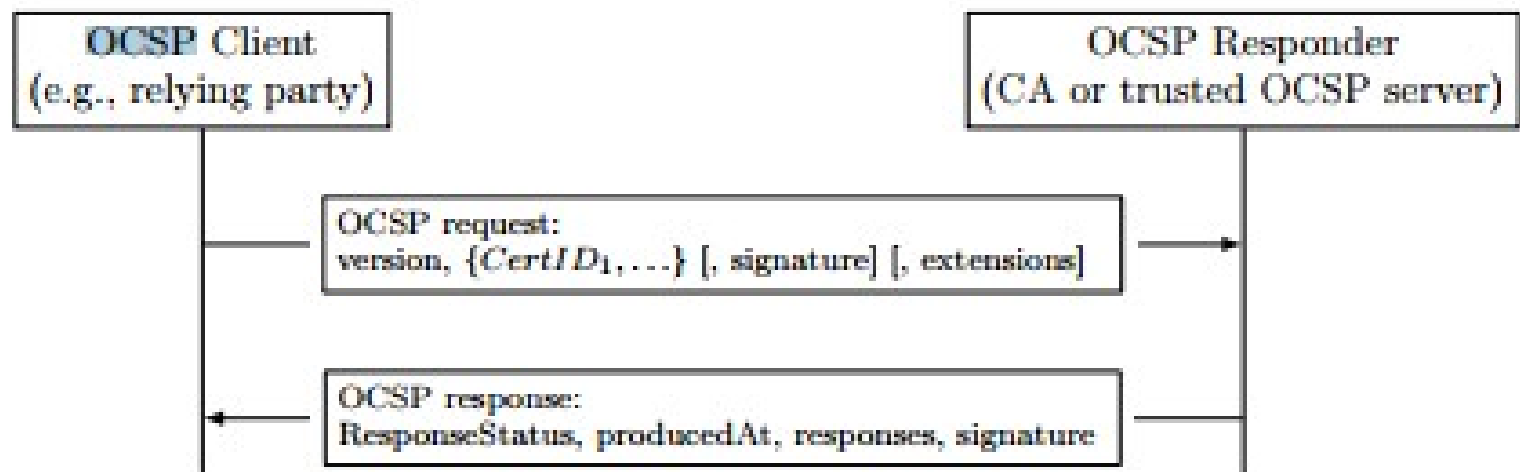 OCSP Client
(e.g., relying party)
OCSP Responder
(CA or trusted OCSP server)
OCSP request:
version, {CertID₁,...} [, signature] [, extensions]
OCSP response:
ResponseStatus, producedAt, responses, signature